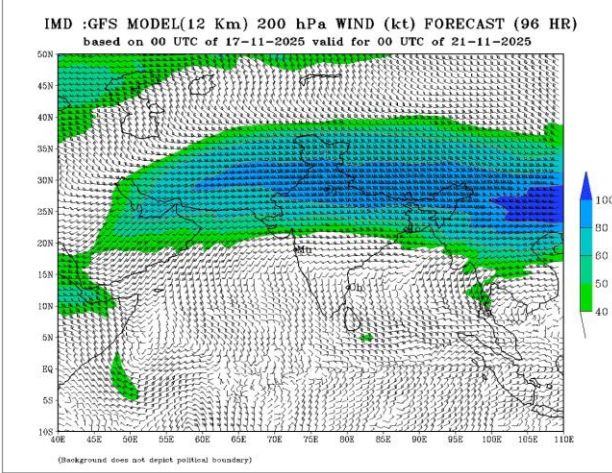 IMD :GFS MODEL(12 Km) 200 hPa WIND (kt) FORECAST (96 HR)
based on 00 UTC of 17-11-2025 valid for 00 UTC of 21-11-2025
50N
45N
40N
35N
30N
25N
20N
15N
10N
5N
EQ
5S
10S
40E 45E 50E 55E 60E 65E 70E 75E 80E 85E 90E 95E 100E 105E 110E
Mu
Ch
100
80
60
40
(Background does not depict political boundary)